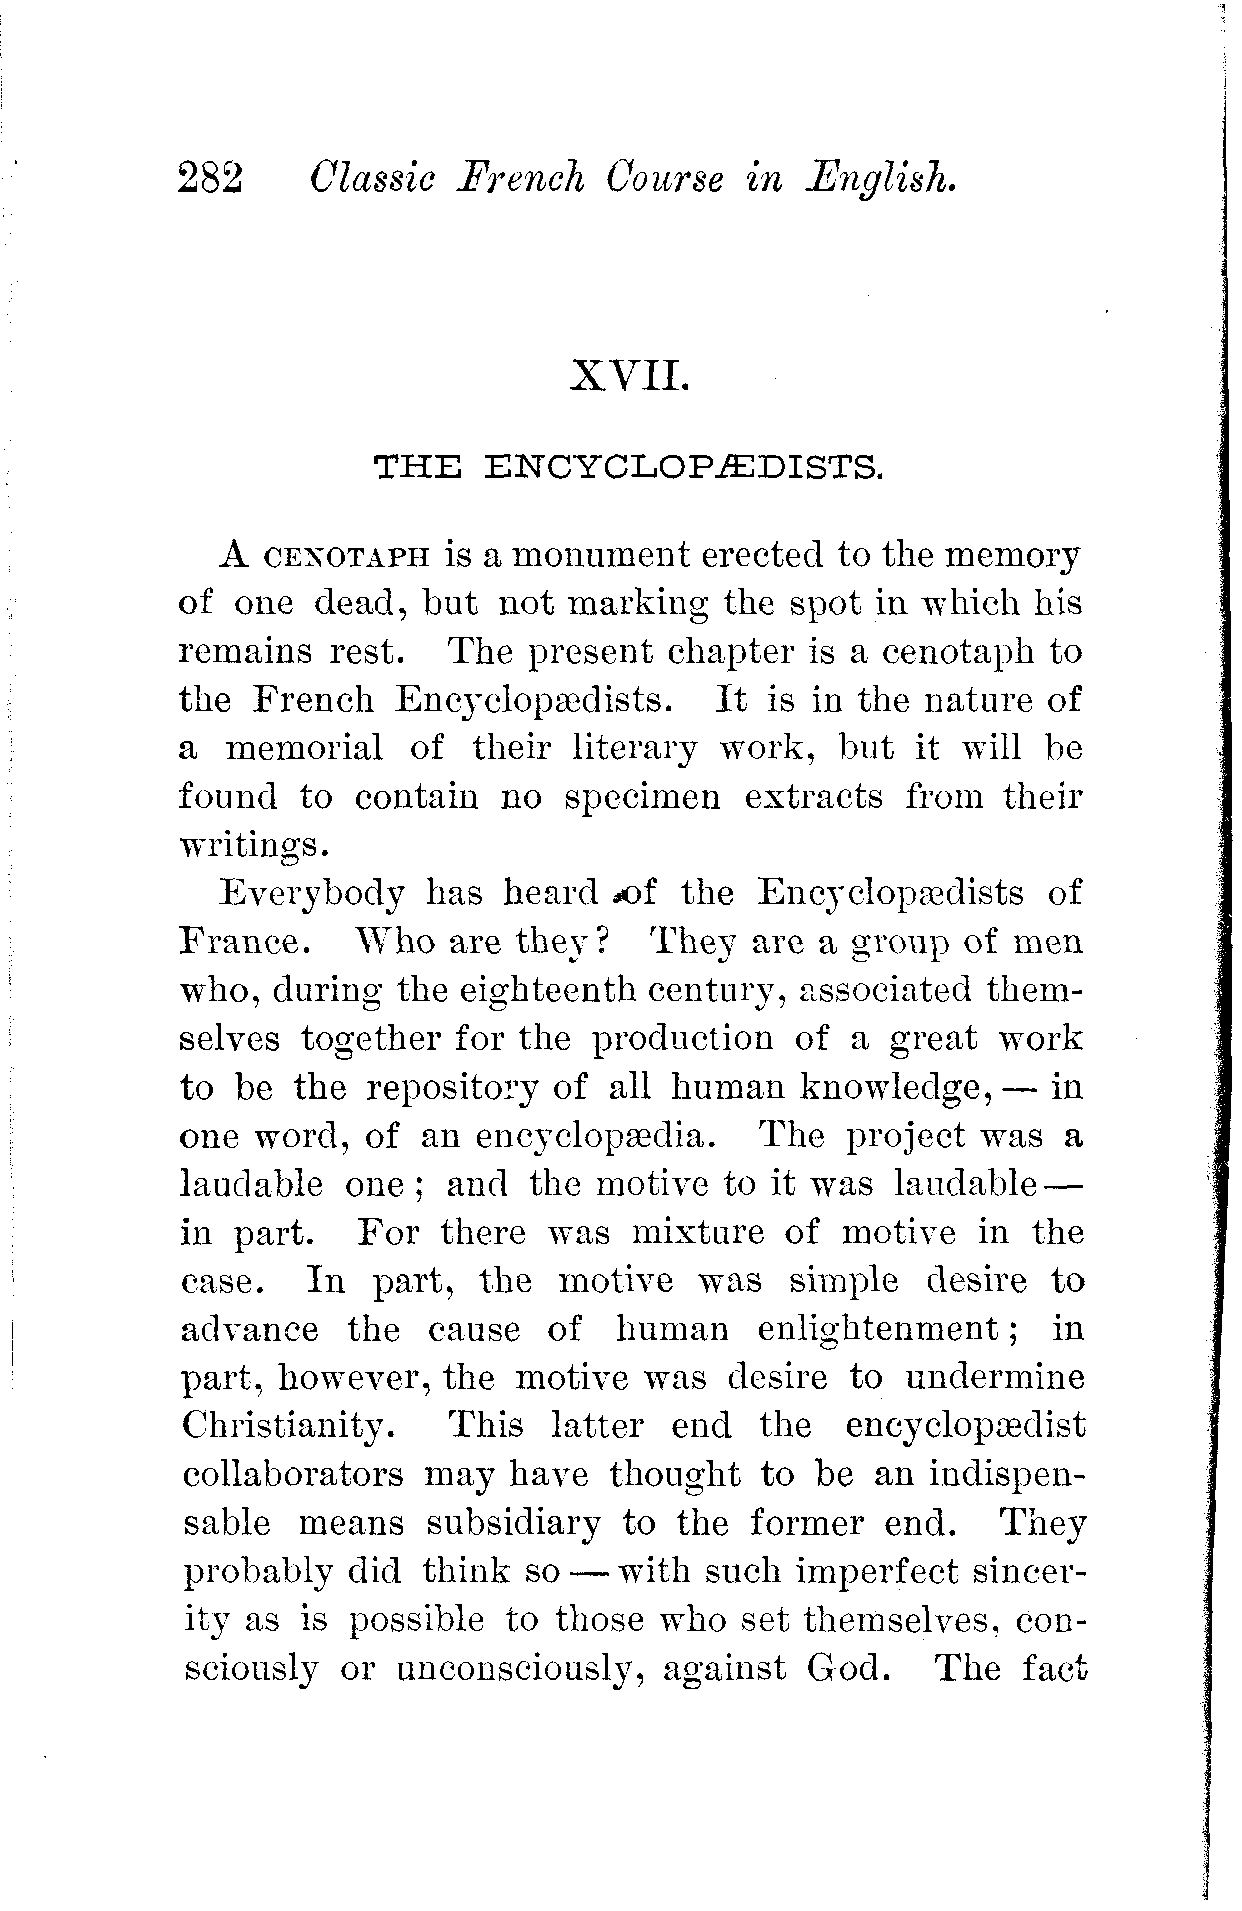 282 Classic French Course in English.
XVII.
THE ENCYCLOPÆDISTS.
A CENOTAPH is a monument erected to the memory
of one dead, but not marking the spot in which his
remains rest. The present chapter is a cenotaph to
the French Encyclopædists. It is in the nature of
a memorial of their literary work, but it will be
found to contain no specimen extracts from their
writings.
Everybody has heard of the Encyclopædists of
France. Who are they? They are a group of men
who, during the eighteenth century, associated them-
selves together for the production of a great work
to be the repository of all human knowledge, — in
one word, of an encyclopædia. The project was a
laudable one; and the motive to it was laudable —
in part. For there was mixture of motive in the
case. In part, the motive was simple desire to
advance the cause of human enlightenment; in
part, however, the motive was desire to undermine
Christianity. This latter end the encyclopædist
collaborators may have thought to be an indispen-
sable means subsidiary to the former end. They
probably did think so — with such imperfect sincer-
ity as is possible to those who set themselves, con-
sciously or unconsciously, against God. The fact